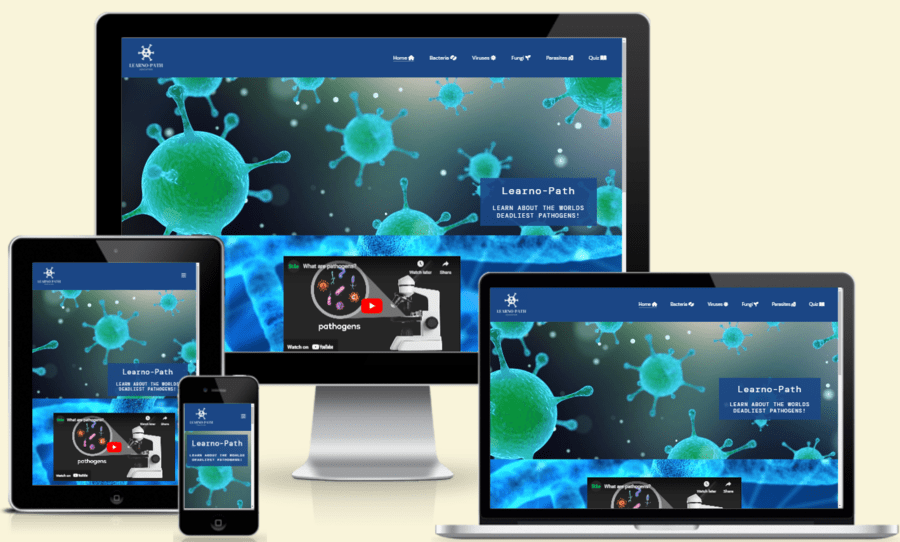 LEARNO-PATH
Home
Bacteria
Viruses
Fungi
Parasites
Quiz
Learno-Path
LEARN ABOUT THE WORLDS
DEADLIEST PATHOGENS!
What are pathogens?
Watch later
Share
pathogens
Watch on YouTube
LEARNO-PATH
Learno-Path
LEARN ABOUT THE WORLDS
DEADLIEST PATHOGENS!
What are pathogens?
Watch later
Share
pathogens
Watch on YouTube
LEARNO-PATH
Learno-Path
LEARN ABOUT THE WORLDS
DEADLIEST PATHOGENS!
LEARNO-PATH
Home
Bacteria
Viruses
Fungi
Parasites
Quiz
Learno-Path
LEARN ABOUT THE WORLDS
DEADLIEST PATHOGENS!
What are pathogens?
Watch later
Share